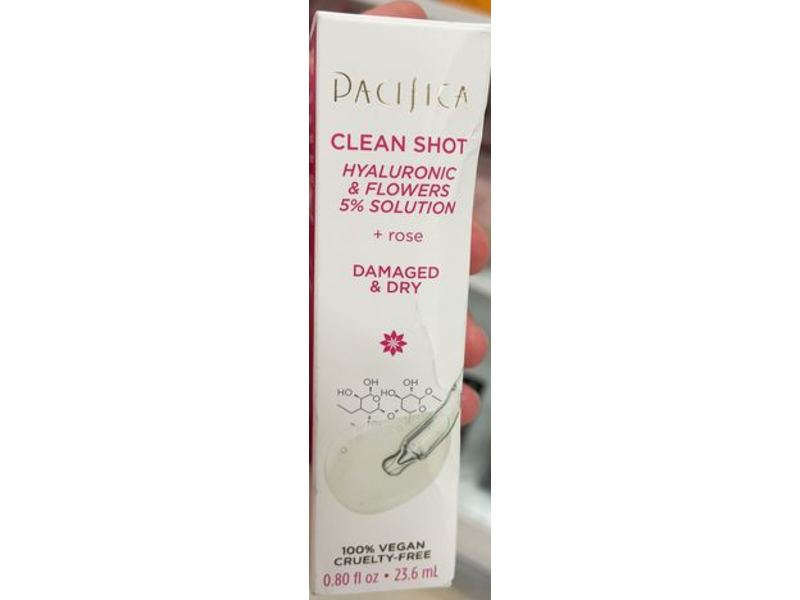 PACIFICA
CLEAN SHOT
HYALURONIC
& FLOWERS
5% SOLUTION
+ rose
DAMAGED
& DRY
OH OH
HO HO O
O O
O
100% VEGAN
CRUELTY-FREE
0.80 fl oz • 23.6 mL